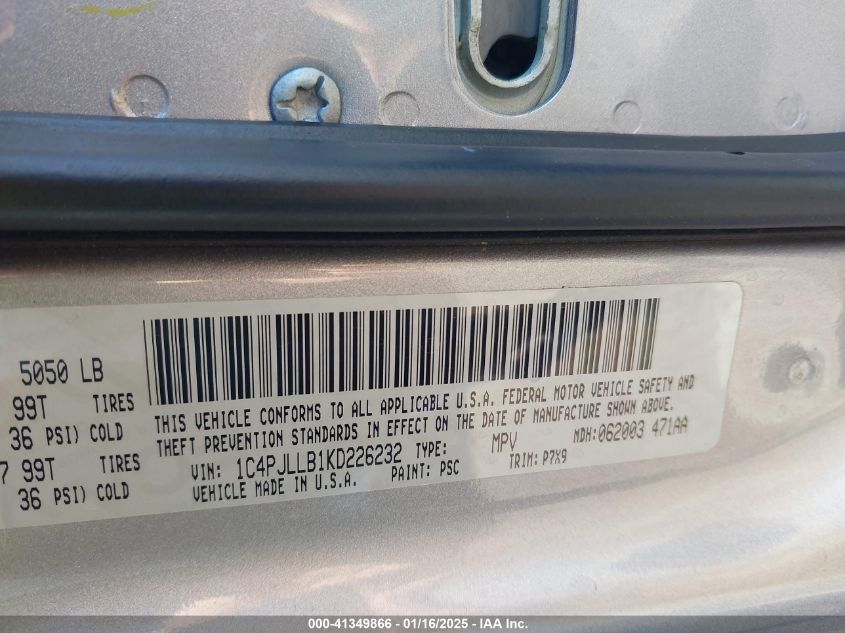 5050 LB
99T TIRES
36 PSI) COLD
7 99T TIRES
36 PSI) COLD
THIS VEHICLE CONFORMS TO ALL APPLICABLE U.S.A. FEDERAL MOTOR VEHICLE SAFETY AND
THEFT PREVENTION STANDARDS IN EFFECT ON THE DATE OF MANUFACTURE SHOWN ABOVE.
VIN: 1C4PJLLB1KD226232 TYPE: MPV MDH:062003 471AA
VEHICLE MADE IN U.S.A. PAINT: PSC TRIM: P7X9
000-41349866 - 01/16/2025 - IAA Inc.